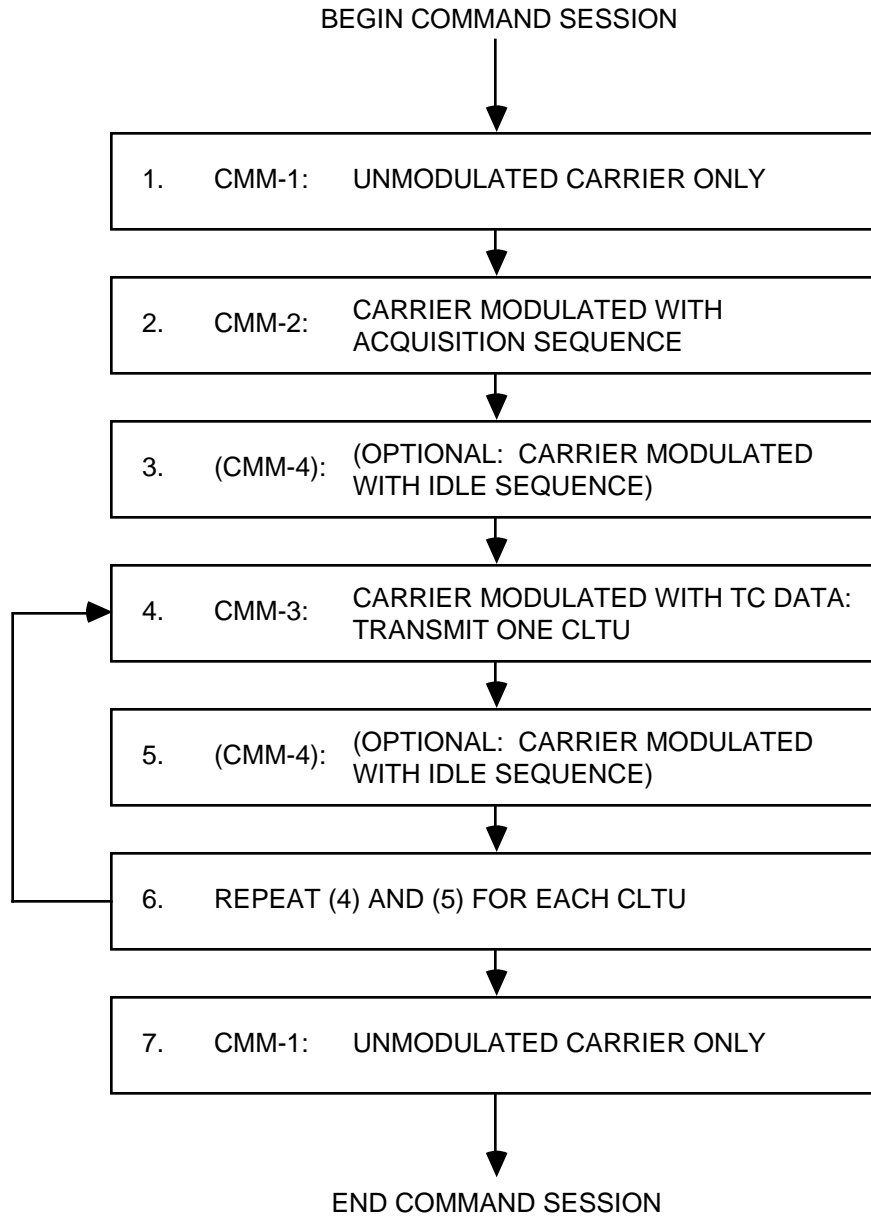 BEGIN COMMAND SESSION
1. CMM-1: UNMODULATED CARRIER ONLY
2. CMM-2: CARRIER MODULATED WITH
ACQUISITION SEQUENCE
3. (CMM-4): (OPTIONAL: CARRIER MODULATED
WITH IDLE SEQUENCE)
4. CMM-3: CARRIER MODULATED WITH TC DATA:
TRANSMIT ONE CLTU
5. (CMM-4): (OPTIONAL: CARRIER MODULATED
WITH IDLE SEQUENCE)
6. REPEAT (4) AND (5) FOR EACH CLTU
7. CMM-1: UNMODULATED CARRIER ONLY
END COMMAND SESSION